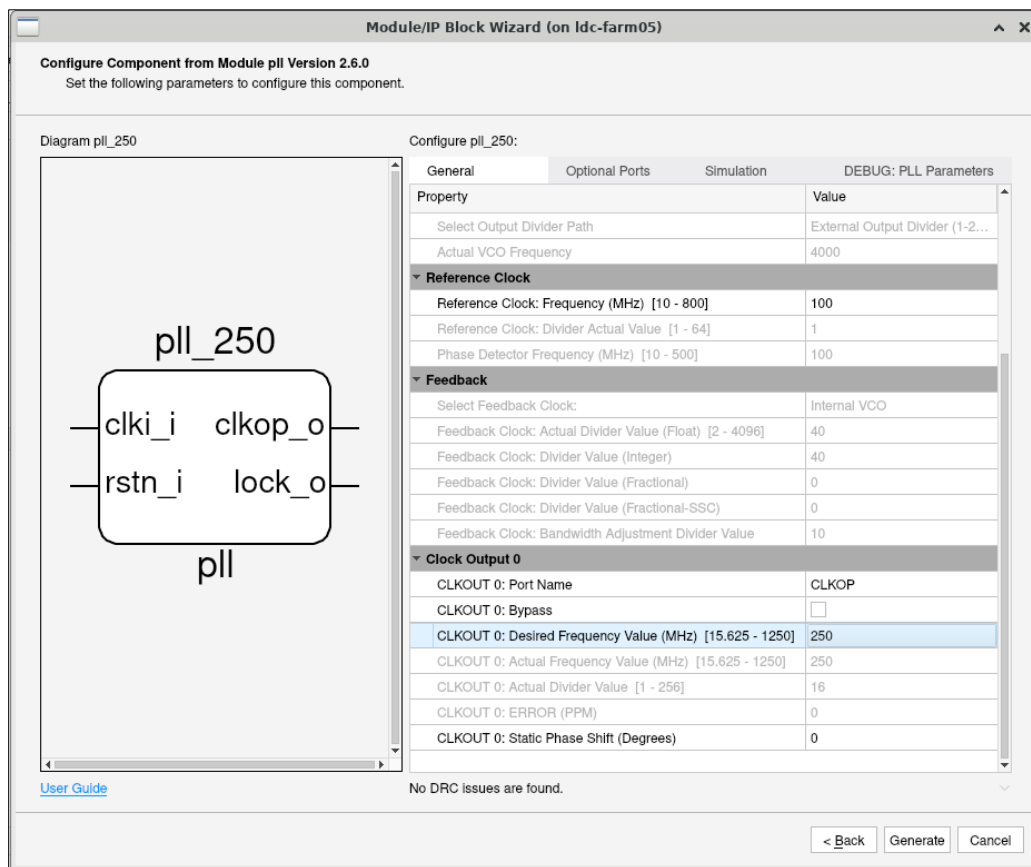 Module/IP Block Wizard (on ldc-farm05)
Configure Component from Module pll Version 2.6.0
Set the following parameters to configure this component.
Diagram pll_250
Configure pll_250:
General Optional Ports Simulation DEBUG: PLL Parameters
Property Value
Select Output Divider Path External Output Divider (1-2...
Actual VCO Frequency 4000
Reference Clock
Reference Clock: Frequency (MHz) [10 - 800] 100
Reference Clock: Divider Actual Value [1 - 64] 1
Phase Detector Frequency (MHz) [10 - 500] 100
Feedback
Select Feedback Clock: Internal VCO
Feedback Clock: Actual Divider Value (Float) [2 - 4096] 40
Feedback Clock: Divider Value (Integer) 40
Feedback Clock: Divider Value (Fractional) 0
Feedback Clock: Divider Value (Fractional-SSC) 0
Feedback Clock: Bandwidth Adjustment Divider Value 10
Clock Output 0
CLKOUT 0: Port Name CLKOP
CLKOUT 0: Bypass
CLKOUT 0: Desired Frequency Value (MHz) [15.625 - 1250] 250
CLKOUT 0: Actual Frequency Value (MHz) [15.625 - 1250] 250
CLKOUT 0: Actual Divider Value [1 - 256] 16
CLKOUT 0: ERROR (PPM) 0
CLKOUT 0: Static Phase Shift (Degrees) 0
pll_250
clki_i clkop_o
rstn_i lock_o
pll
User Guide
No DRC issues are found.
< Back Generate Cancel